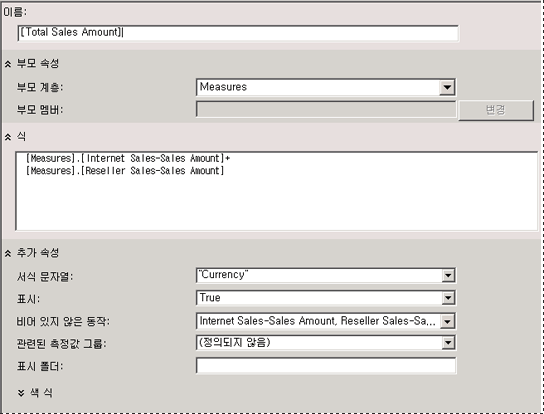 이름:
[Total Sales Amount]
부모 속성
부모 계층: Measures
부모 멤버: 변경
식
[Measures].[Internet Sales-Sales Amount]+
[Measures].[Reseller Sales-Sales Amount]
추가 속성
서식 문자열: "Currency"
표시: True
비어 있지 않은 동작: Internet Sales-Sales Amount, Reseller Sales-Sa...
관련된 측정값 그룹: (정의되지 않음)
표시 폴더:
색 식